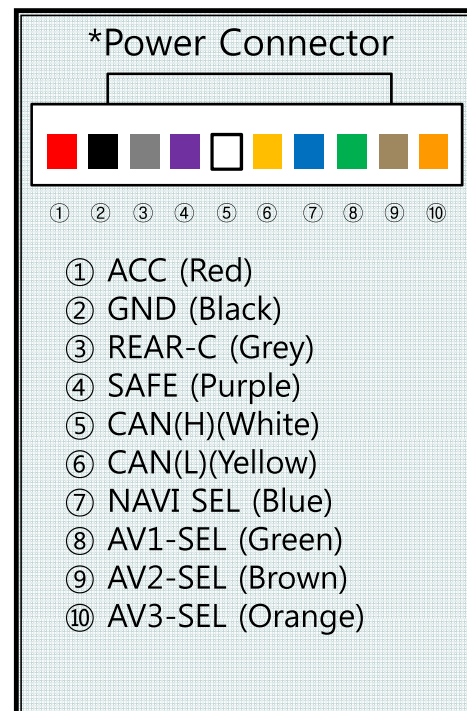 *Power Connector
① ② ③ ④ ⑤ ⑥ ⑦ ⑧ ⑨ ⑩
① ACC (Red)
② GND (Black)
③ REAR-C (Grey)
④ SAFE (Purple)
⑤ CAN(H)(White)
⑥ CAN(L)(Yellow)
⑦ NAVI SEL (Blue)
⑧ AV1-SEL (Green)
⑨ AV2-SEL (Brown)
⑩ AV3-SEL (Orange)